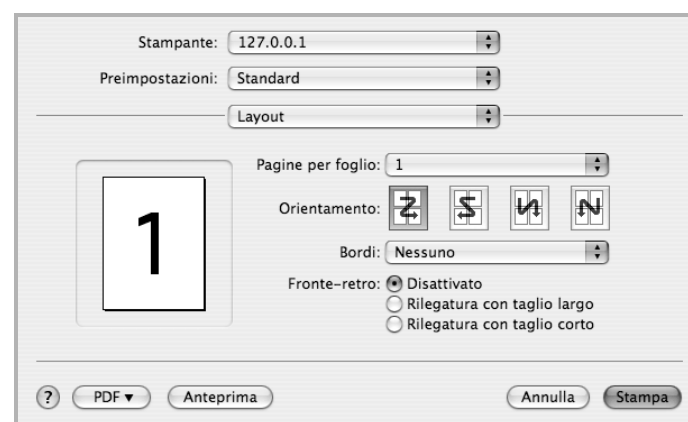 Stampante: 127.0.0.1
Preimpostazioni: Standard
Layout
Pagine per foglio: 1
1
Orientamento:
Bordi: Nessuno
Fronte-retro: Disattivato
Rilegatura con taglio largo
Rilegatura con taglio corto
? PDF▼ Anteprima Annulla Stampa